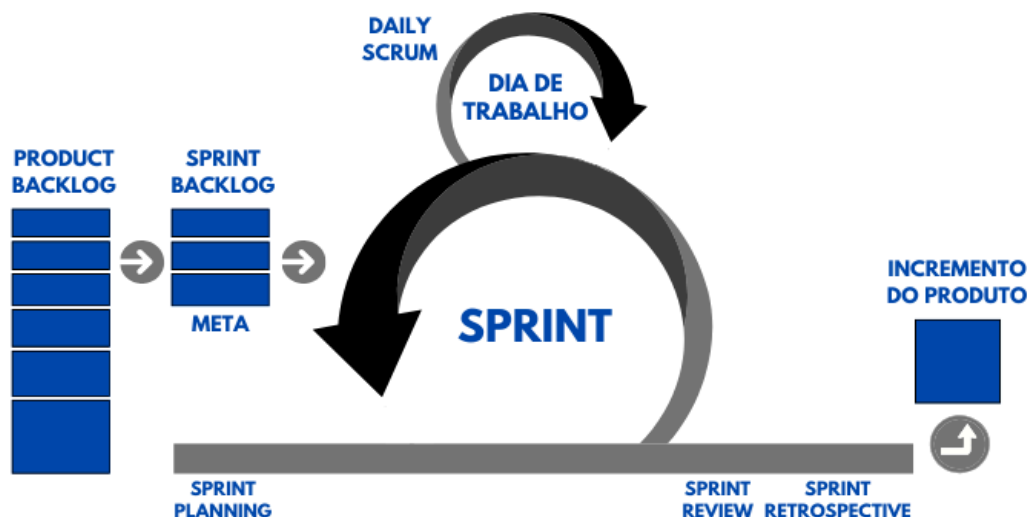 DAILY
SCRUM
DIA DE
TRABALHO
PRODUCT
BACKLOG
SPRINT
BACKLOG
META
SPRINT
INCREMENTO
DO PRODUTO
SPRINT
PLANNING
SPRINT
REVIEW
SPRINT
RETROSPECTIVE